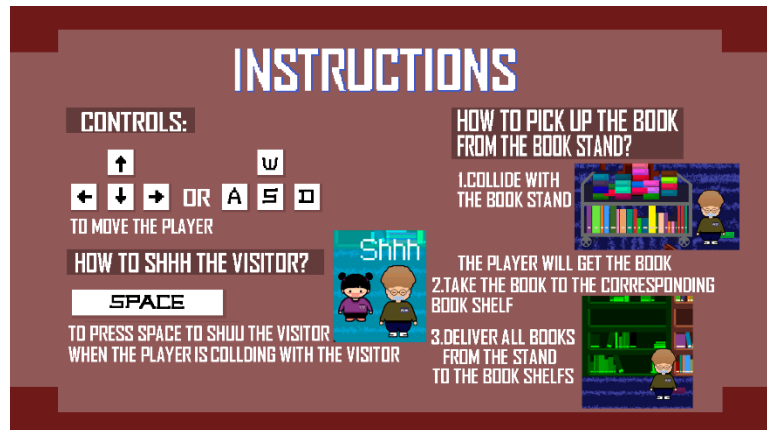 INSTRUCTIONS
CONTROLS:
↑ W
← ↓ → OR A S D
TO MOVE THE PLAYER
HOW TO SHHH THE VISITOR?
SPACE
TO PRESS SPACE TO SHUU THE VISITOR
WHEN THE PLAYER IS COLLDING WITH THE VISITOR
Shhh
HOW TO PICK UP THE BOOK
FROM THE BOOK STAND?
1.COLLIDE WITH
THE BOOK STAND
THE PLAYER WILL GET THE BOOK
2.TAKE THE BOOK TO THE CORRESPONDING
BOOK SHELF
3.DELIVER ALL BOOKS
FROM THE STAND
TO THE BOOK SHELFS